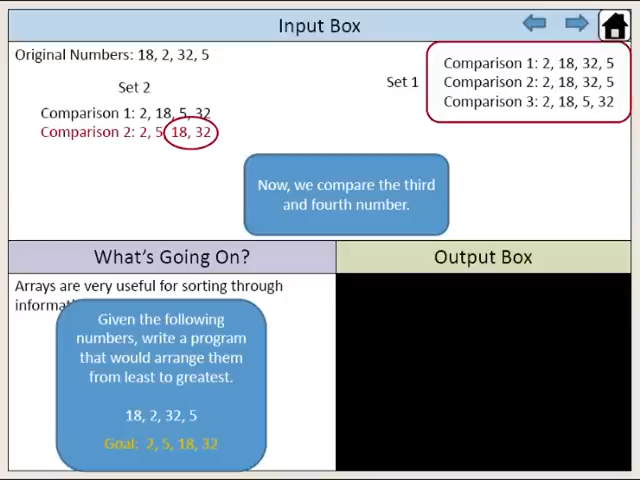 Input Box
Original Numbers: 18, 2, 32, 5
Set 2
Comparison 1: 2, 18, 5, 32
Comparison 2: 2, 5, 18, 32
Set 1
Comparison 1: 2, 18, 32, 5
Comparison 2: 2, 18, 32, 5
Comparison 3: 2, 18, 5, 32
Now, we compare the third
and fourth number.
What's Going On?
Arrays are very useful for sorting through
Given the following
numbers, write a program
that would arrange them
from least to greatest.
18, 2, 32, 5
Goal: 2, 5, 18, 32
Output Box